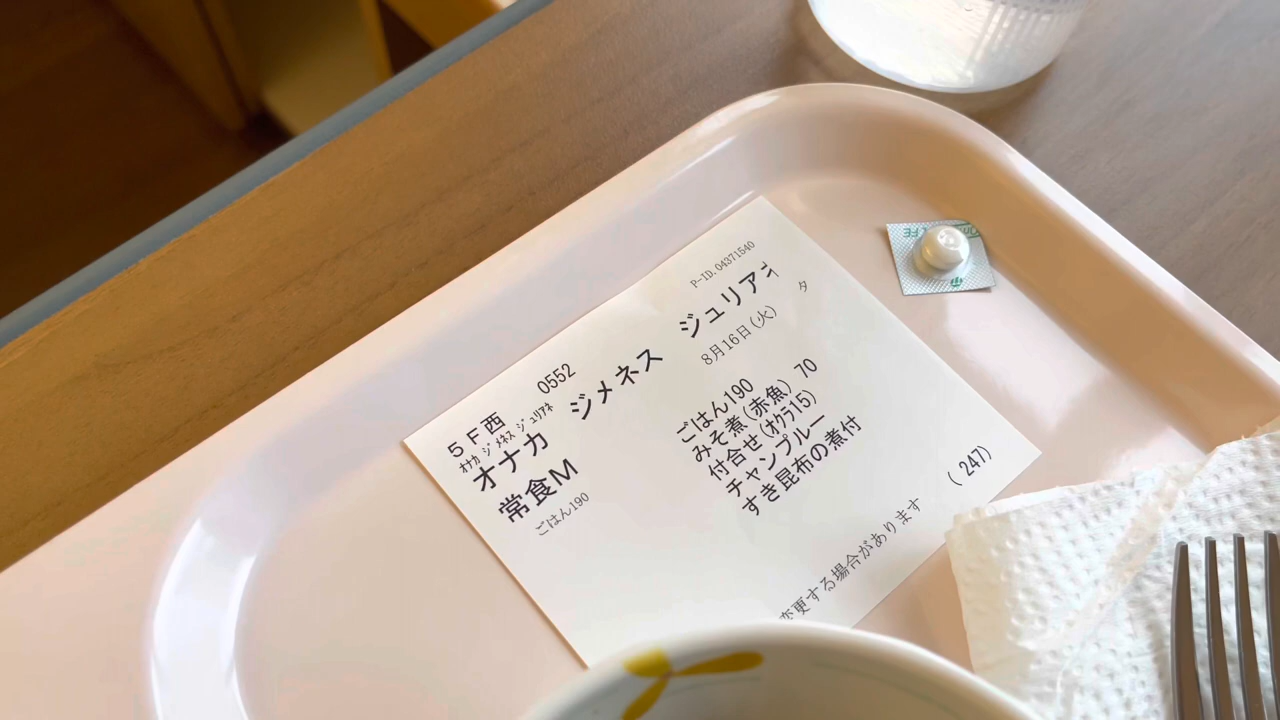 P-ID. 04371540
5F西 0552
オナカ ジメネス ジュリアネ
オナカ ジメネス ジュリア
8月16日(火) 夕
常食M
ごはん190
ごはん190
みそ煮(赤魚) 70
付合せ(オクラ15)
チャンプルー
すき昆布の煮付
(247)
変更する場合があります